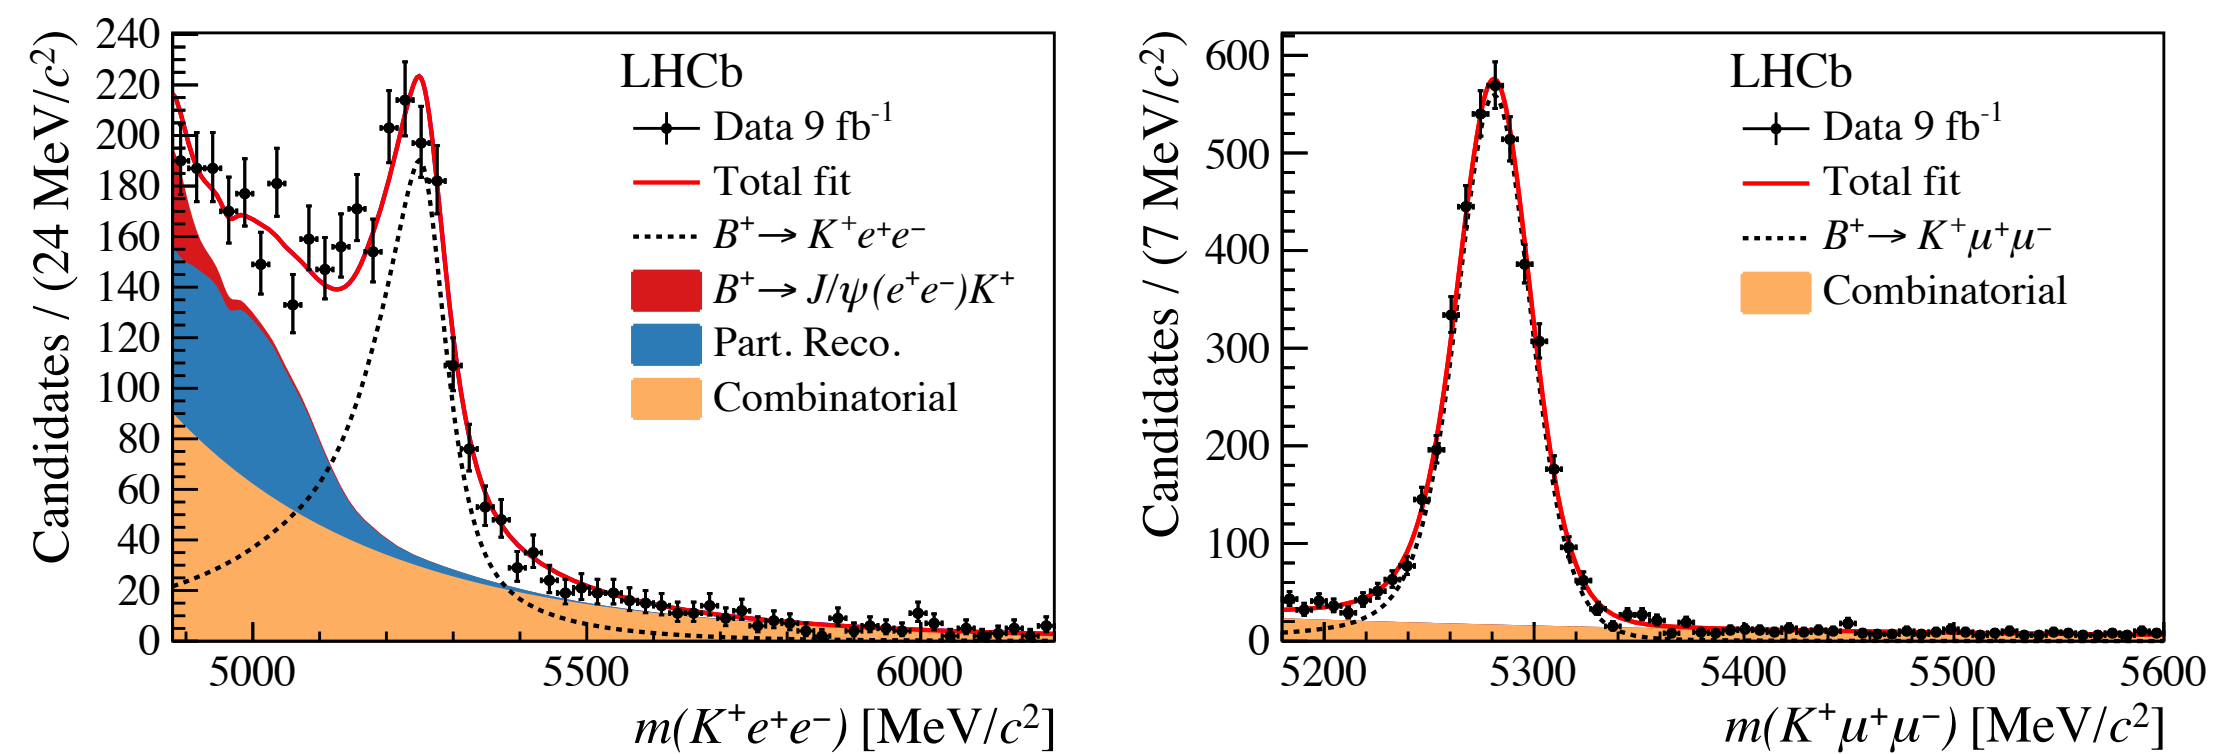 Candidates / (24 MeV/c²)
240
220
200
180
160
140
120
100
80
60
40
20
0
LHCb
Data 9 fb⁻¹
Total fit
B⁺→ K⁺e⁺e⁻
B⁺→ J/ψ(e⁺e⁻)K⁺
Part. Reco.
Combinatorial
5000
5500
6000
m(K⁺e⁺e⁻) [MeV/c²]
Candidates / (7 MeV/c²)
600
500
400
300
200
100
0
LHCb
Data 9 fb⁻¹
Total fit
B⁺→ K⁺μ⁺μ⁻
Combinatorial
5200
5300
5400
5500
5600
m(K⁺μ⁺μ⁻) [MeV/c²]